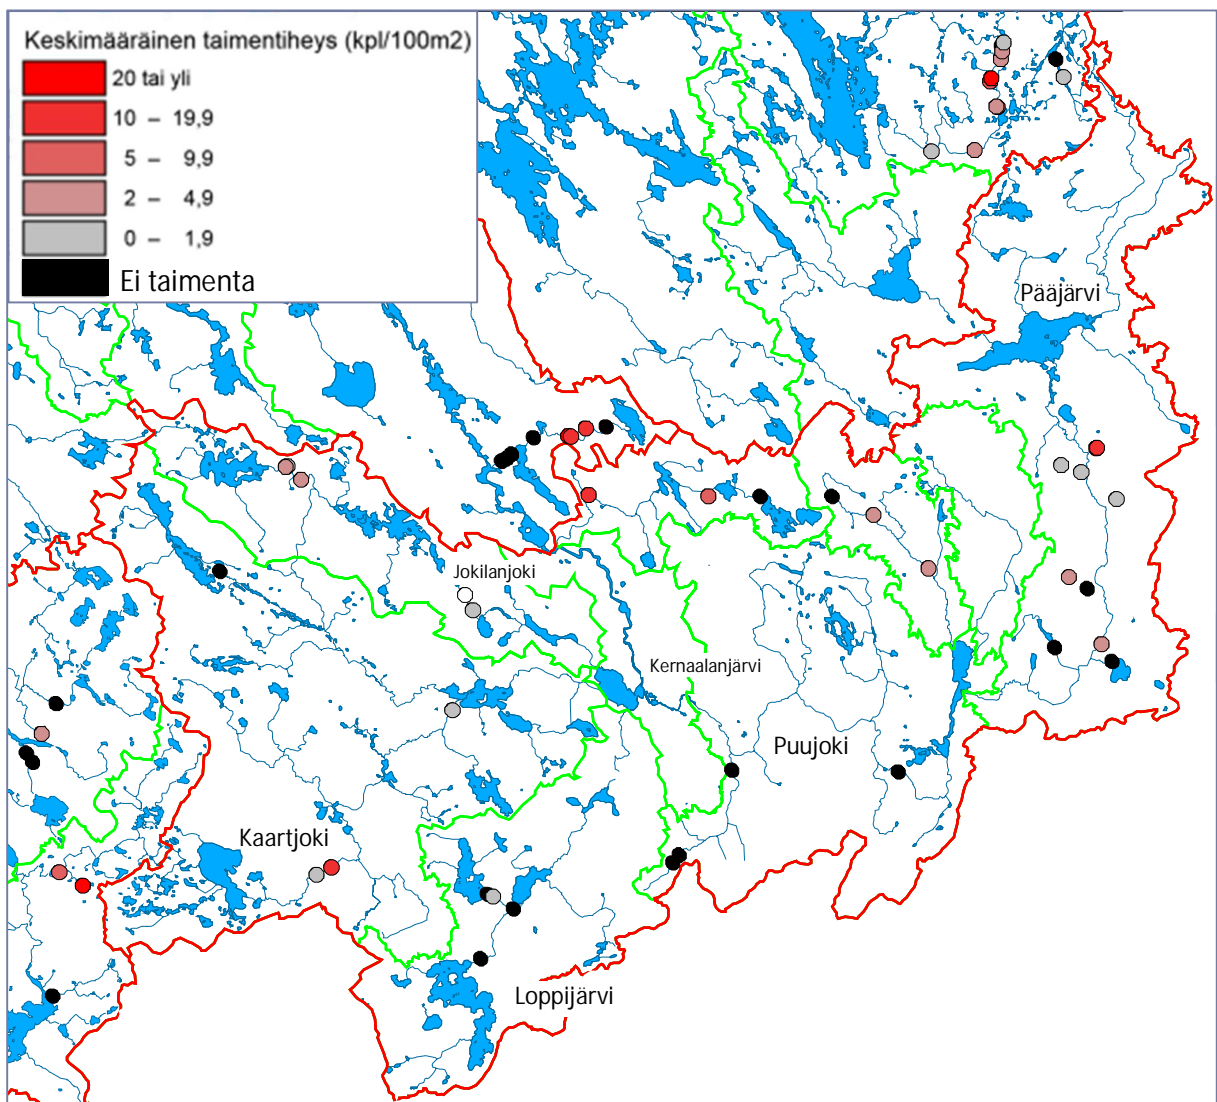 Keskimääräinen taimentiheys (kpl/100m2)
20 tai yli
10 – 19,9
5 – 9,9
2 – 4,9
0 – 1,9
Ei taimenta
Pääjärvi
Jokilanjoki
Kernaalanjärvi
Puujoki
Kaartjoki
Loppijärvi